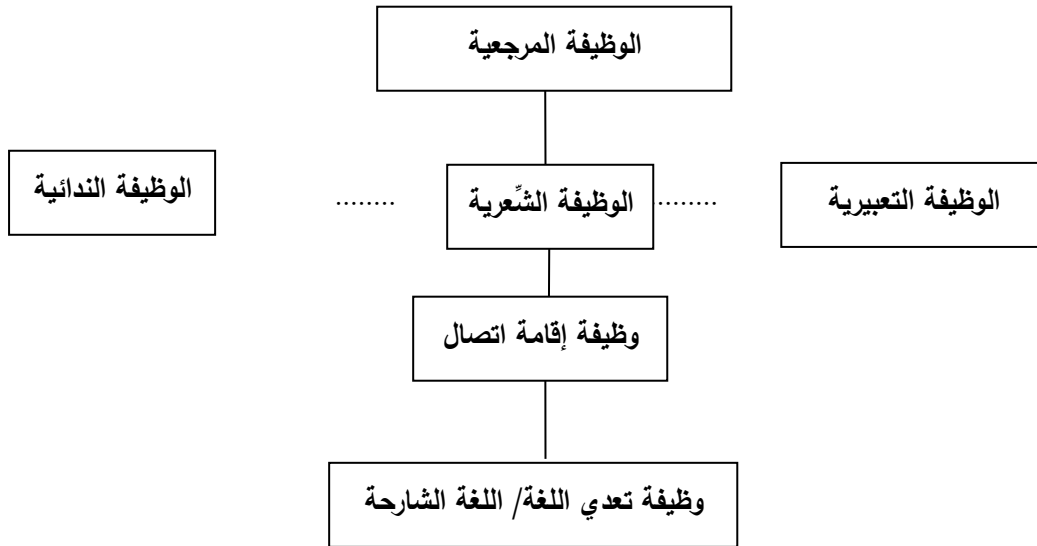 الوظيفة المرجعية
الوظيفة التعبيرية ......... الوظيفة الشِّعرية ........ الوظيفة الندائية
وظيفة إقامة اتصال
وظيفة تعدي اللغة/ اللغة الشارحة